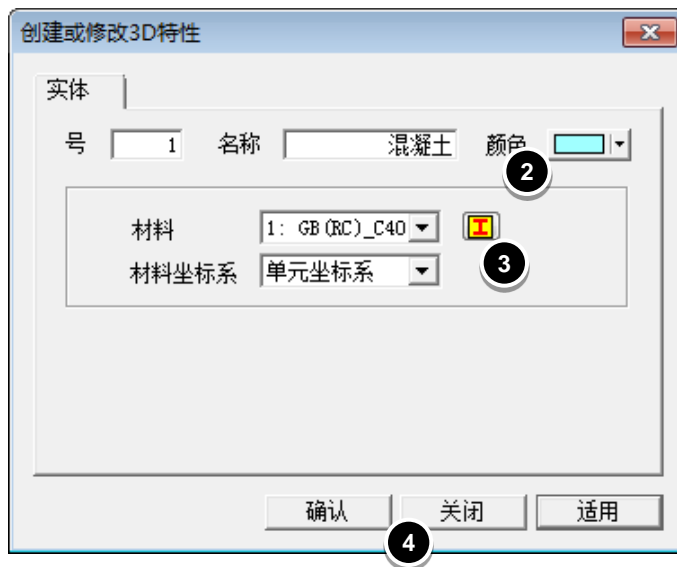 创建或修改3D特性
实体
号 1 名称 混凝土 颜色
2
材料 1: GB(RC)_C40
3
材料坐标系 单元坐标系
确认 关闭 适用
4